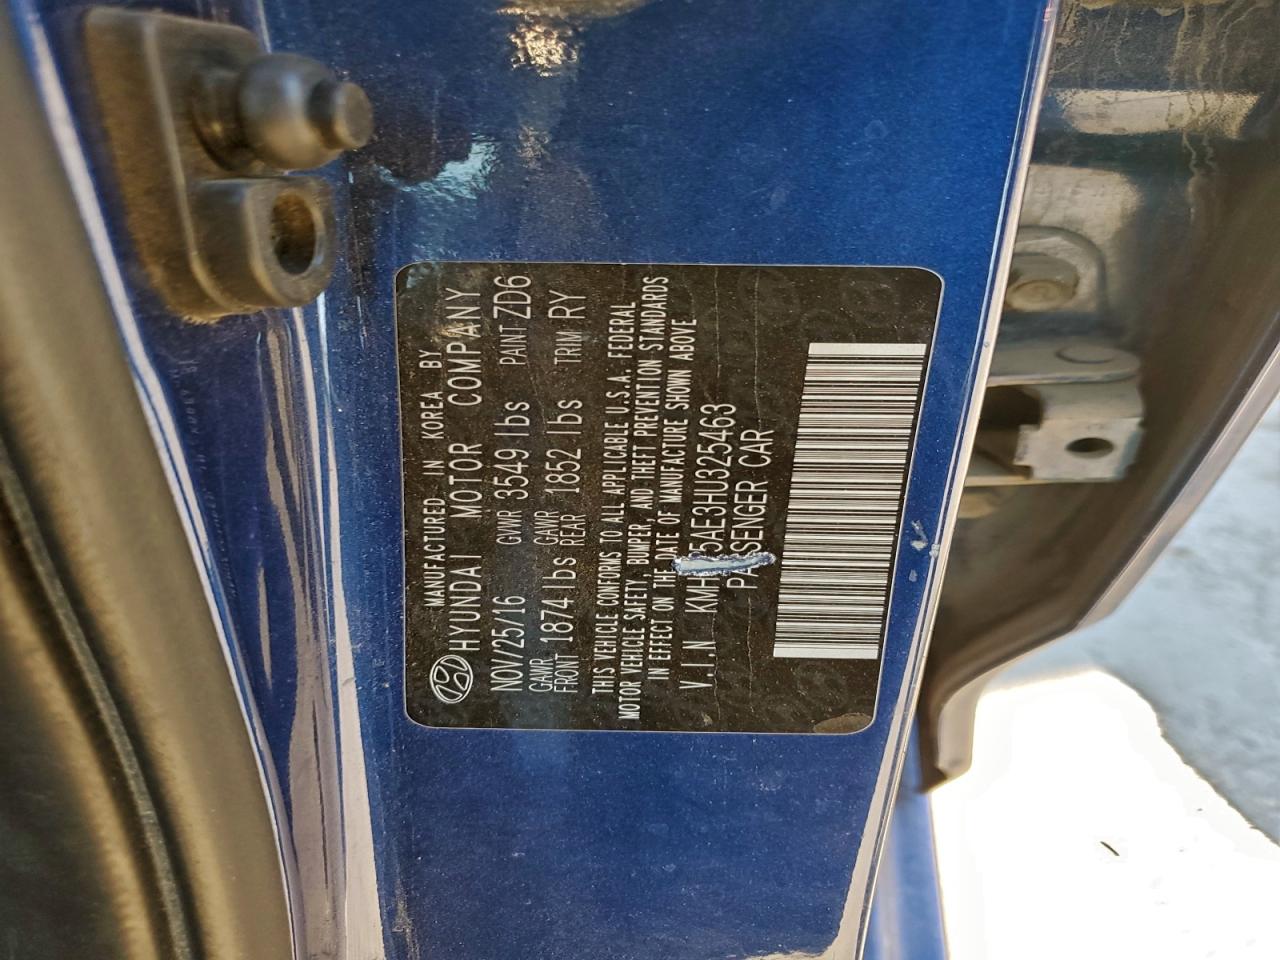 MANUFACTURED IN KOREA BY
HYUNDAI MOTOR COMPANY
NOV/25/16 GVWR 3549 lbs PAINT ZD6
GAWR FRONT 1874 lbs GAWR REAR 1852 lbs TRIM RY
THIS VEHICLE CONFORMS TO ALL APPLICABLE U.S.A. FEDERAL
MOTOR VEHICLE SAFETY, BUMPER, AND THEFT PREVENTION STANDARDS
IN EFFECT ON THE DATE OF MANUFACTURE SHOWN ABOVE
V.I.N
PASSENGER CAR